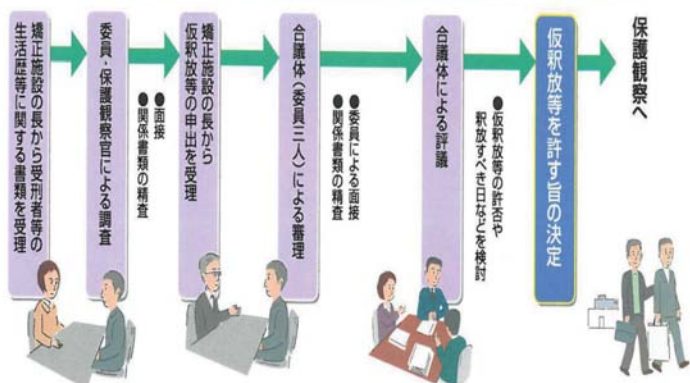 矯正施設の長から受刑者等の
生活歴等に関する書類を受理
委員・保護観察官による調査
●面接
●関係書類の精査
矯正施設の長から
仮釈放等の申出を受理
合議体（委員三人）による審理
●委員による面接
●関係書類の精査
合議体による評議
●仮釈放等の許否や
釈放すべき日などを検討
仮釈放等を許す旨の決定
保護観察へ